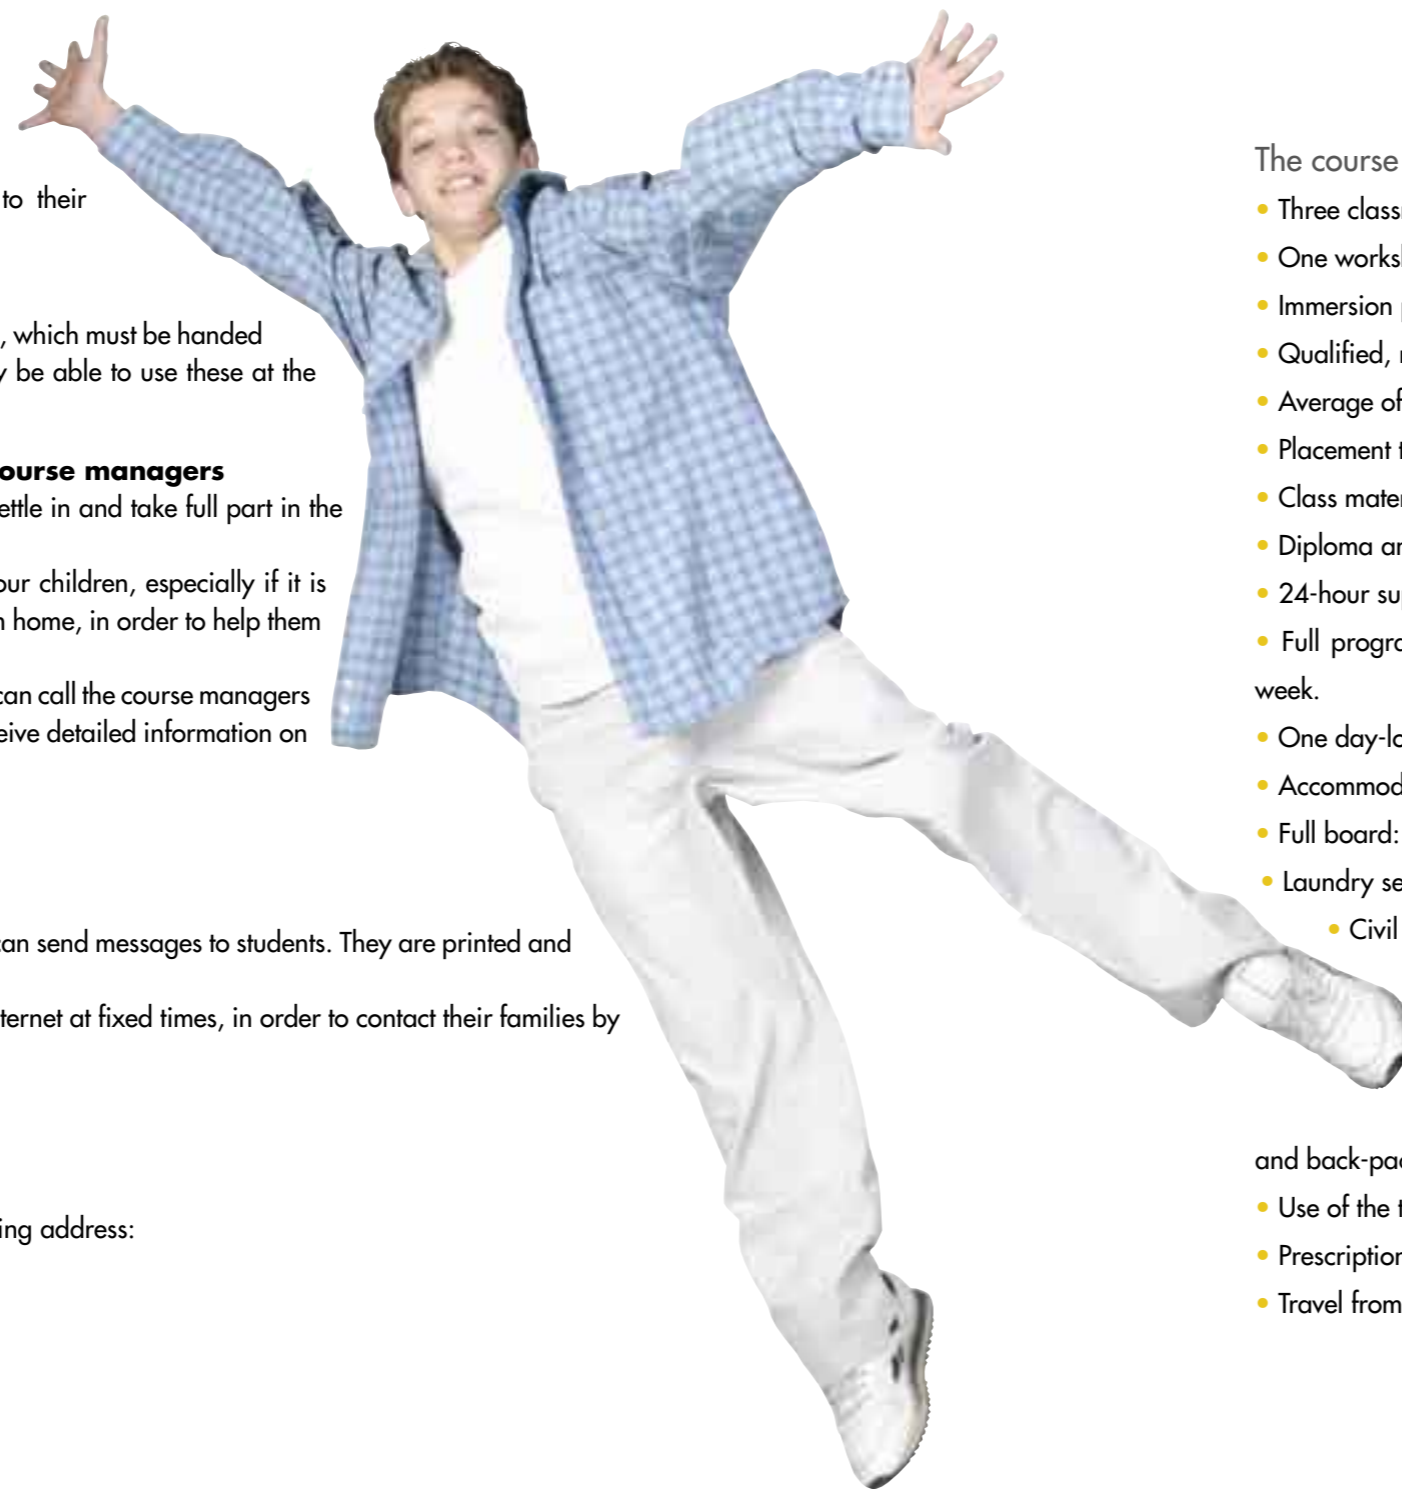 to their
, which must be handed
be able to use these at the
ourse managers
ettle in and take full part in the
our children, especially if it is
home, in order to help them
can call the course managers
eive detailed information on
can send messages to students. They are printed and
ternet at fixed times, in order to contact their families by
ing address:
The course
• Three class
• One works
• Immersion
• Qualified,
• Average of
• Placement
• Class mater
• Diploma
• 24-hour su
• Full progra
week.
• One day-lo
• Accommod
• Full board:
• Laundry se
• Civil
and back-pa
• Use of the
• Prescription
• Travel from